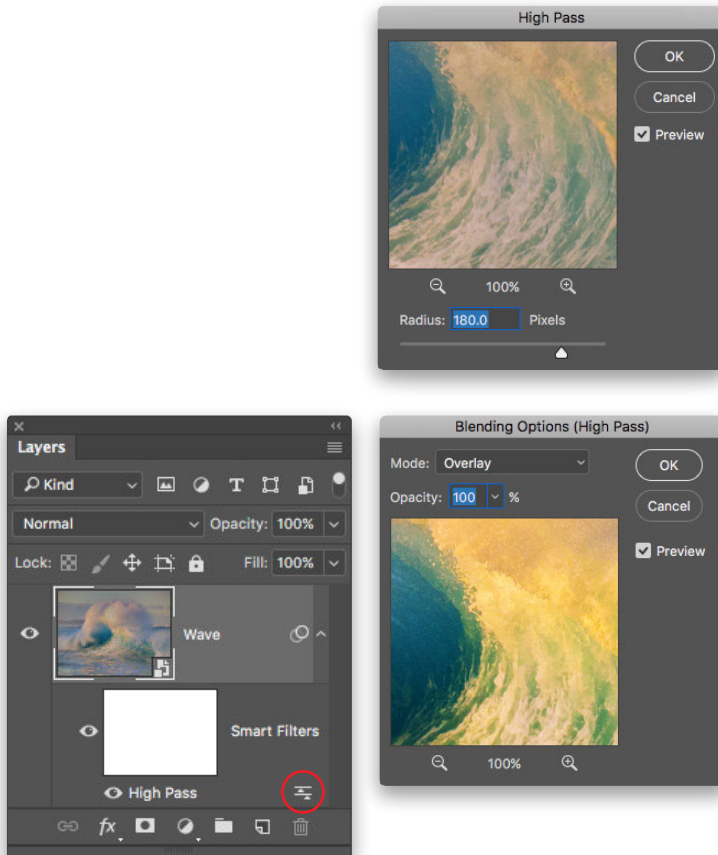 High Pass
OK
Cancel
Preview
100%
Radius: 180.0 Pixels
Layers
Kind
T
Normal Opacity: 100%
Lock: Fill: 100%
Wave
Smart Filters
High Pass
fx
Blending Options (High Pass)
Mode: Overlay
OK
Opacity: 100 %
Cancel
Preview
100%